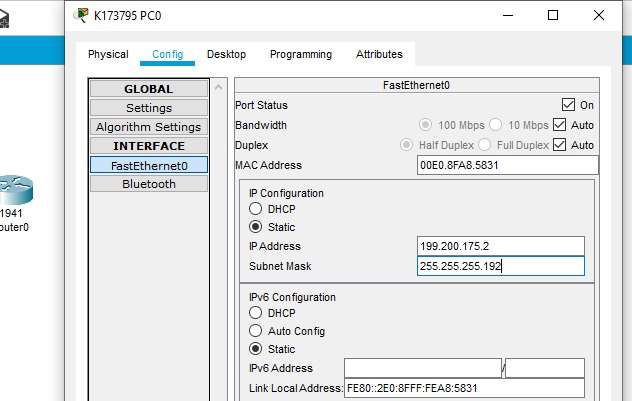 K173795 PC0
Physical Config Desktop Programming Attributes
GLOBAL
Settings
Algorithm Settings
INTERFACE
FastEthernet0
Bluetooth
FastEthernet0
Port Status On
Bandwidth 100 Mbps 10 Mbps Auto
Duplex Half Duplex Full Duplex Auto
MAC Address 00E0.8FA8.5831
IP Configuration
DHCP
Static
IP Address 199.200.175.2
Subnet Mask 255.255.255.192
IPv6 Configuration
DHCP
Auto Config
Static
IPv6 Address /
Link Local Address: FE80::2E0:8FFF:FEA8:5831
1941
outer0